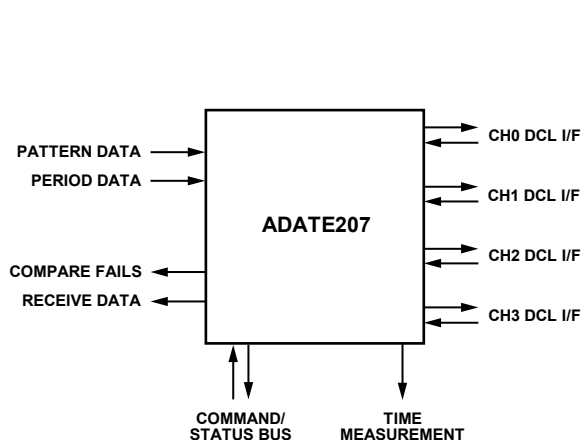 PATTERN DATA
PERIOD DATA
COMPARE FAILS
RECEIVE DATA
ADATE207
CH0 DCL I/F
CH1 DCL I/F
CH2 DCL I/F
CH3 DCL I/F
COMMAND/
STATUS BUS
TIME
MEASUREMENT